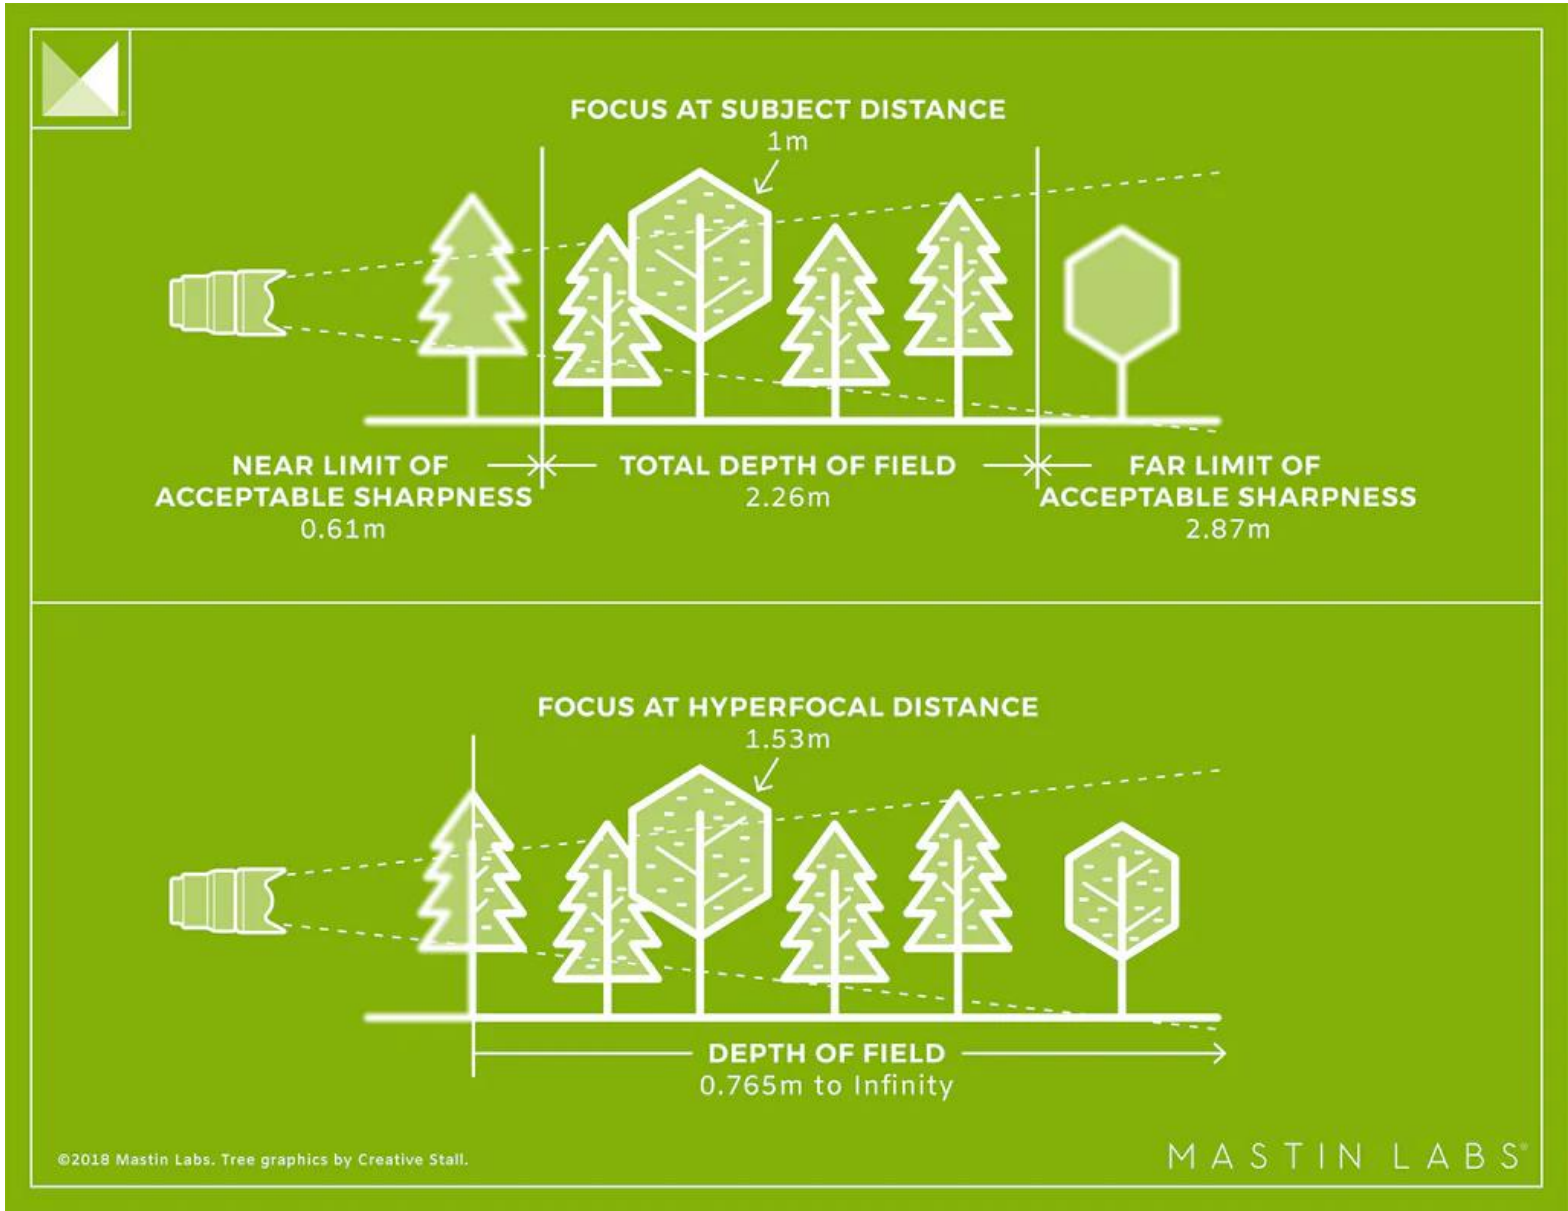 FOCUS AT SUBJECT DISTANCE
1m
NEAR LIMIT OF
ACCEPTABLE SHARPNESS
0.61m
TOTAL DEPTH OF FIELD
2.26m
FAR LIMIT OF
ACCEPTABLE SHARPNESS
2.87m
FOCUS AT HYPERFOCAL DISTANCE
1.53m
DEPTH OF FIELD
0.765m to Infinity
©2018 Mastin Labs. Tree graphics by Creative Stall.
MASTIN LABS®